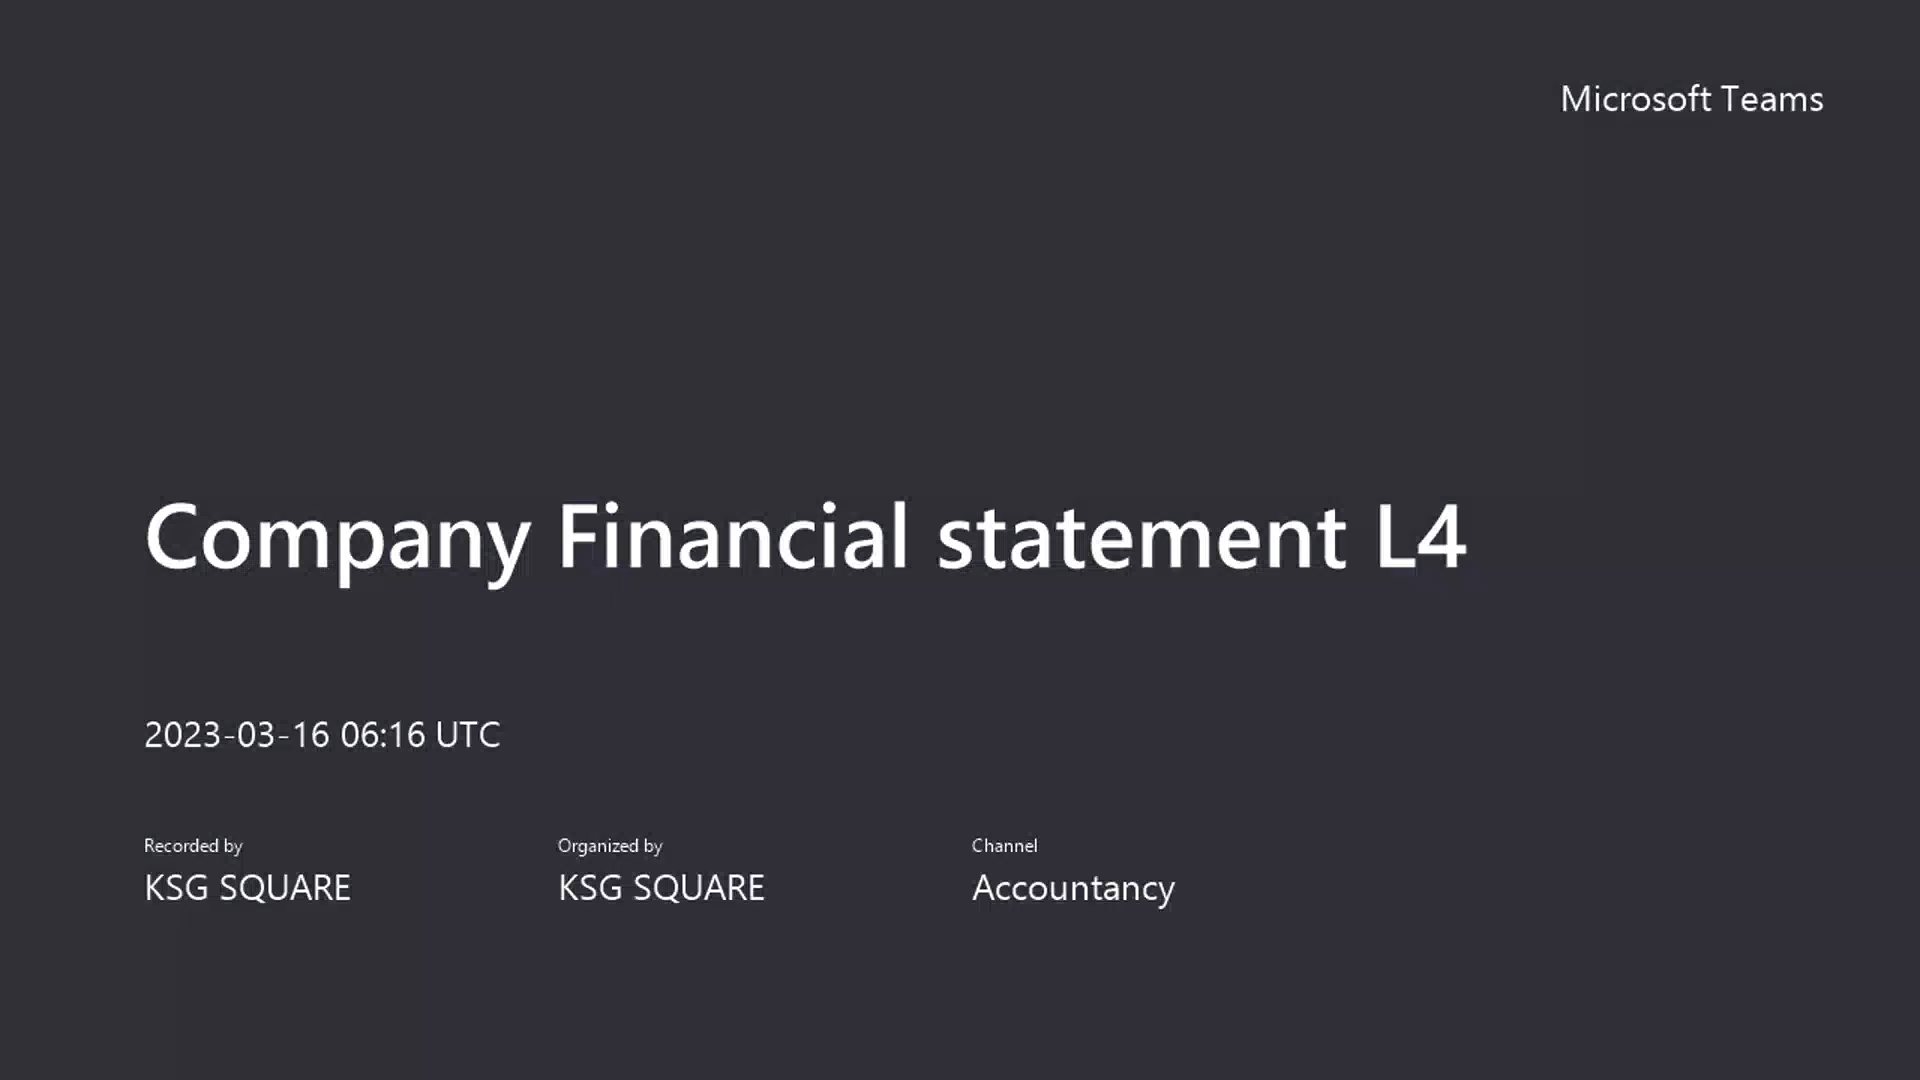 Microsoft Teams
Company Financial statement L4
2023-03-16 06:16 UTC
Recorded by
KSG SQUARE
Organized by
KSG SQUARE
Channel
Accountancy